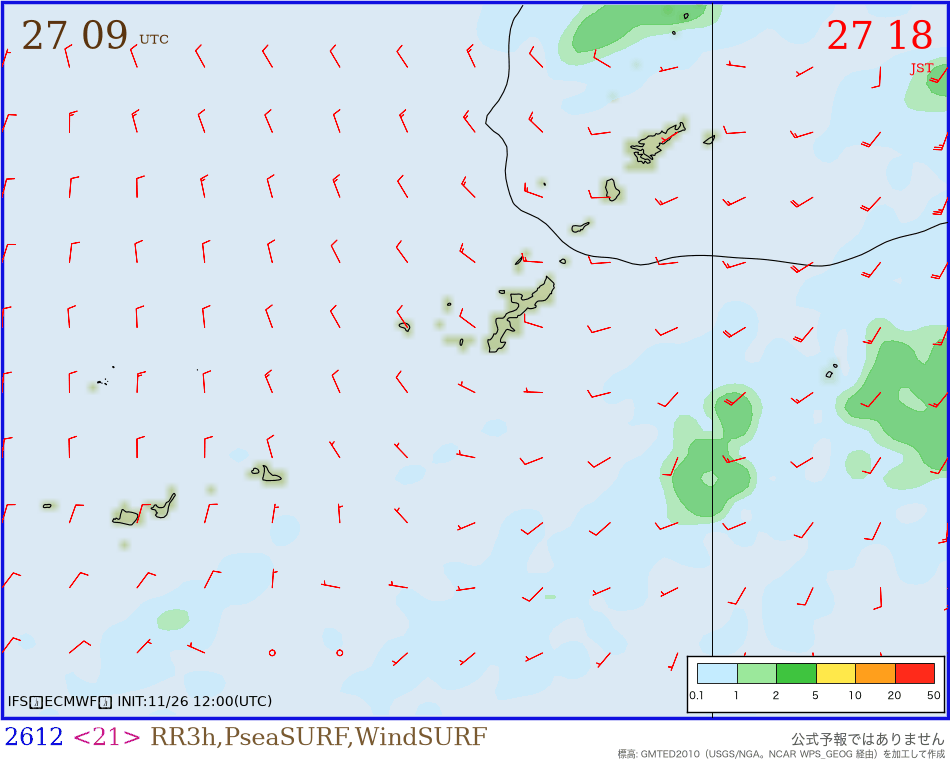 27 09 UTC
27 18
JST
0.1 1 2 5 10 20 50
IFS□ECMWF□ INIT:11/26 12:00(UTC)
2612 <21> RR3h,PseaSURF,WindSURF
公式予報ではありません
標高: GMTED2010（USGS/NGA。NCAR WPS_GEOG 経由）を加工して作成